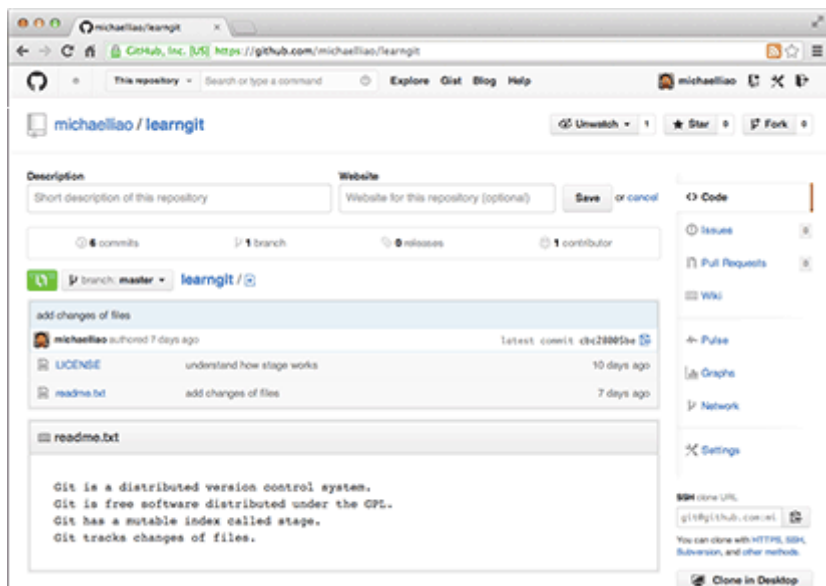 michaelliao/learngit
GitHub, Inc. [US] https://github.com/michaelliao/learngit
This repository Search or type a command Explore Gist Blog Help michaelliao
michaelliao / learngit
Unwatch 1 Star 0 Fork 0
Description Website
Short description of this repository Website for this repository (optional) Save or cancel
6 commits 1 branch 0 releases 1 contributor
branch: master learngit /
add changes of files
michaelliao authored 7 days ago latest commit cbc20005be
LICENSE understand how stage works 10 days ago
readme.txt add changes of files 7 days ago
readme.txt
Git is a distributed version control system.
Git is free software distributed under the GPL.
Git has a mutable index called stage.
Git tracks changes of files.
Code
Issues 0
Pull Requests 0
Wiki
Pulse
Graphs
Network
Settings
SSH clone URL
git@github.com:mi
You can clone with HTTPS, SSH,
Subversion, and other methods.
Clone in Desktop